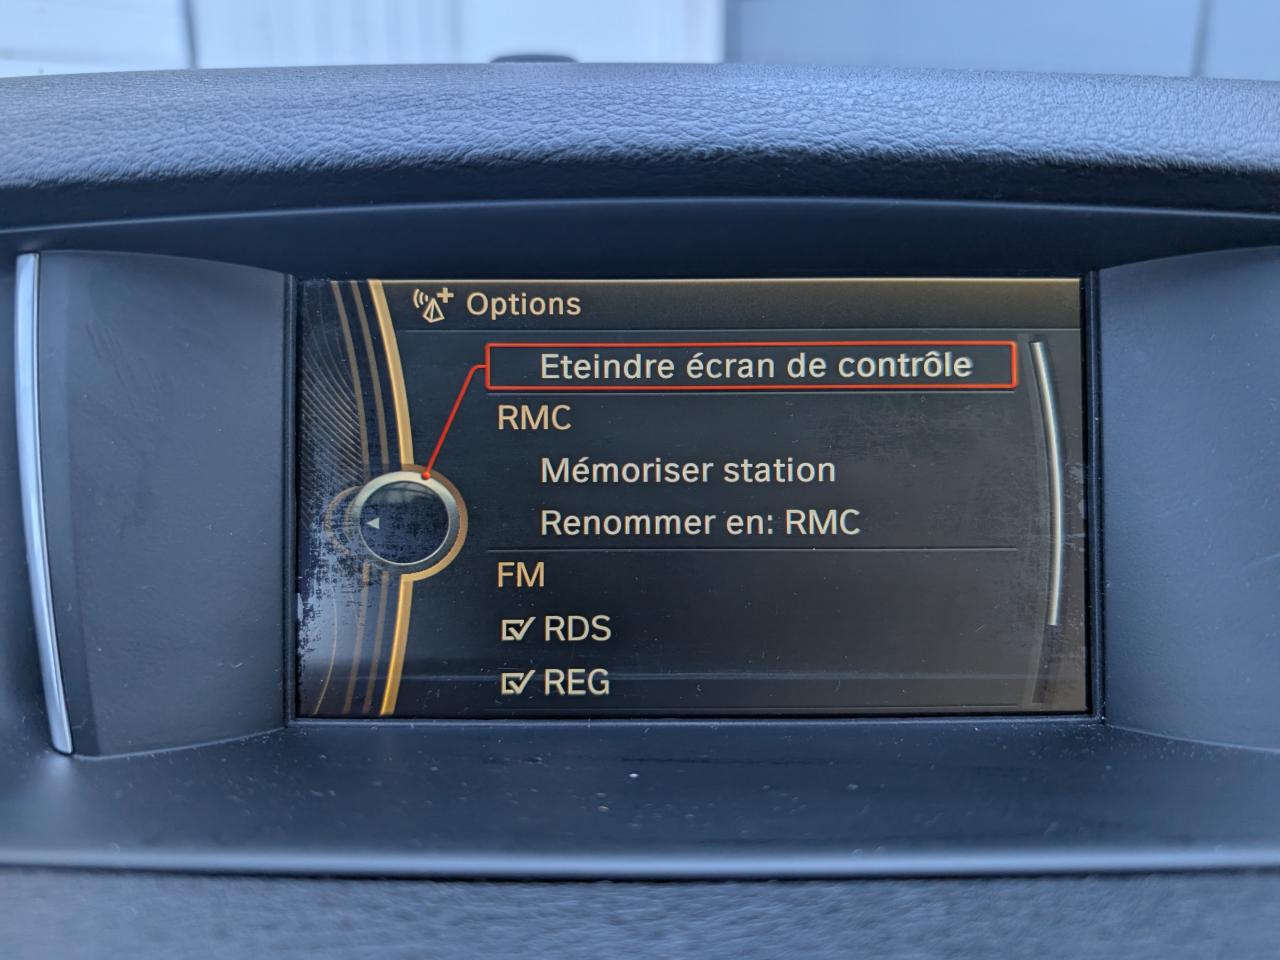 Options
Eteindre écran de contrôle
RMC
Mémoriser station
Renommer en: RMC
FM
RDS
REG